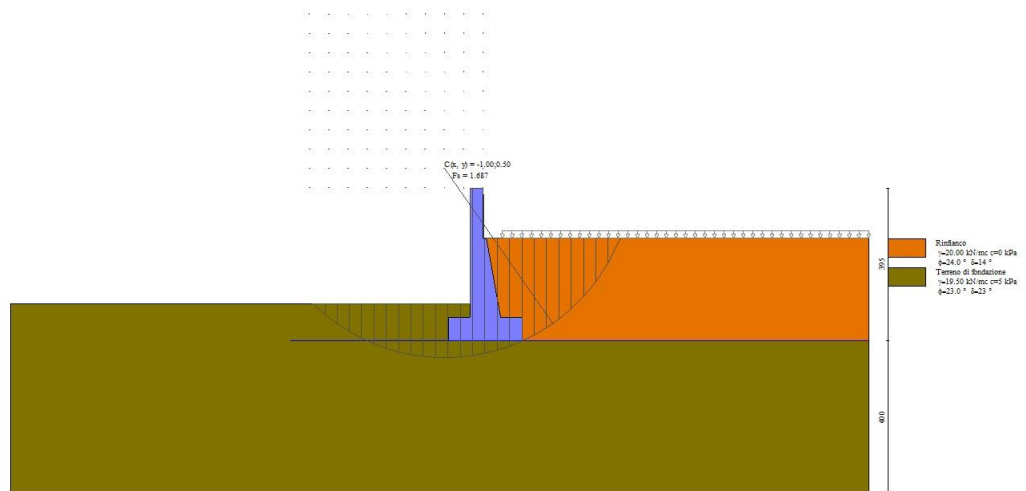 C(x, y) = -1.00;0.50
Fs = 1.687
395
400
Rinfianco
γ=20.00 kN/mc c=0 kPa
ϕ=24.0 ° δ=14 °
Terreno di fondazione
γ=19.50 kN/mc c=5 kPa
ϕ=23.0 ° δ=23 °